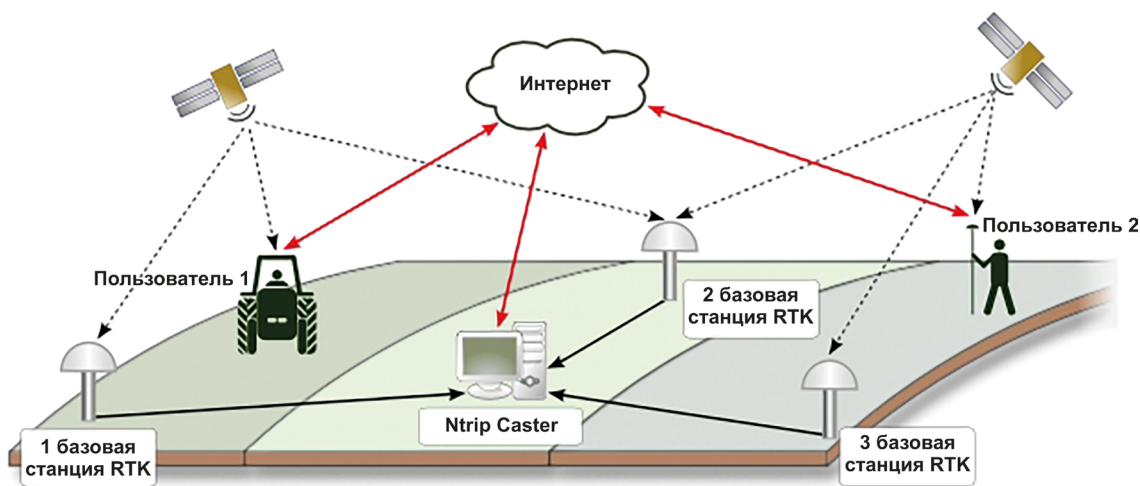 Интернет
Пользователь 2
Пользователь 1
2 базовая
станция RTK
Ntrip Caster
1 базовая
станция RTK
3 базовая
станция RTK